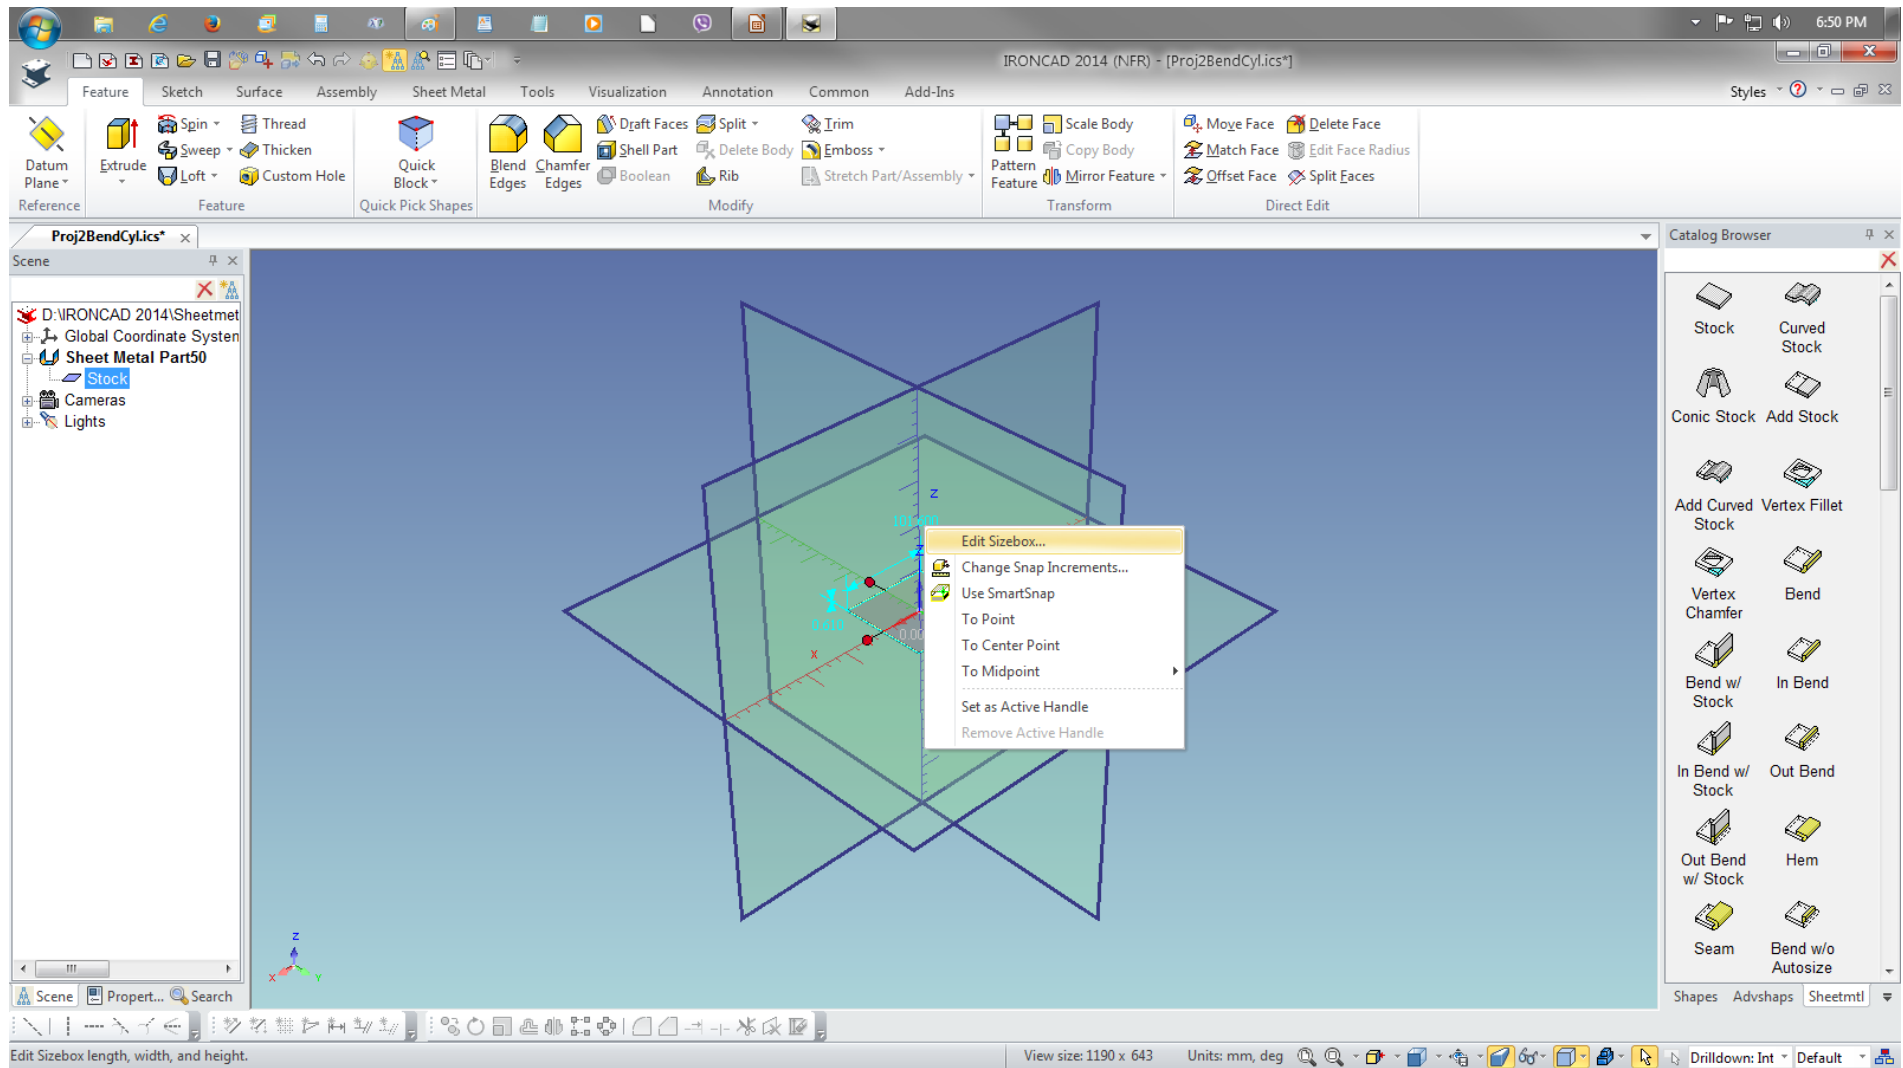 6:50 PM
IRONCAD 2014 (NFR) - [Proj2BendCyl.ics*]
Feature Sketch Surface Assembly Sheet Metal Tools Visualization Annotation Common Add-Ins Styles
Datum Plane
Extrude
Spin
Sweep
Loft
Thread
Thicken
Custom Hole
Quick Block
Blend Edges
Chamfer Edges
Draft Faces
Shell Part
Boolean
Split
Delete Body
Rib
Trim
Emboss
Stretch Part/Assembly
Pattern Feature
Scale Body
Copy Body
Mirror Feature
Move Face
Match Face
Offset Face
Delete Face
Edit Face Radius
Split Faces
Reference Feature Quick Pick Shapes Modify Transform Direct Edit
Proj2BendCyl.ics*
Scene
D:\IRONCAD 2014\Sheetmet
Global Coordinate System
Sheet Metal Part50
Stock
Cameras
Lights
Z
X
0.010
0.00
Z
X
Y
Edit Sizebox...
Change Snap Increments...
Use SmartSnap
To Point
To Center Point
To Midpoint
Set as Active Handle
Remove Active Handle
Catalog Browser
Stock
Curved Stock
Conic Stock
Add Stock
Add Curved Stock
Vertex Fillet
Vertex Chamfer
Bend
Bend w/ Stock
In Bend
In Bend w/ Stock
Out Bend
Out Bend w/ Stock
Hem
Seam
Bend w/o Autosize
Scene Propert... Search
Shapes Advshaps Sheetmtl
Edit Sizebox length, width, and height.
View size: 1190 x 643
Units: mm, deg
Drilldown: Int
Default